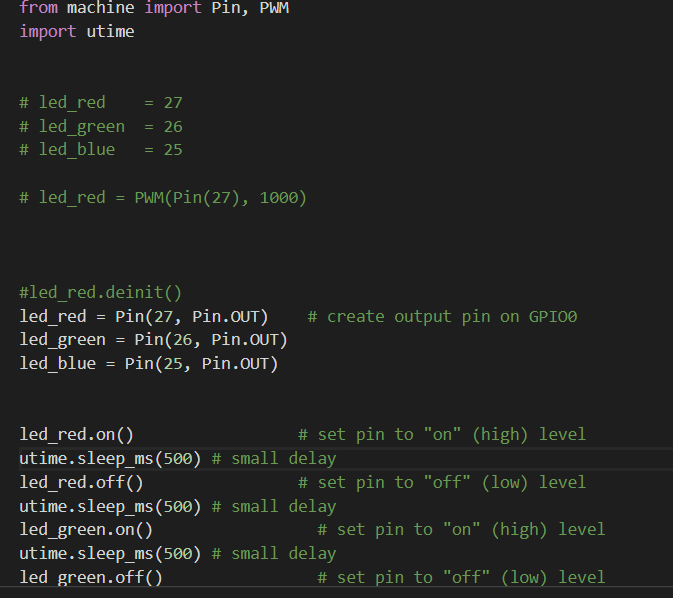 from machine import Pin, PWM
import utime
# led_red    = 27
# led_green  = 26
# led_blue   = 25
# led_red = PWM(Pin(27), 1000)
#led_red.deinit()
led_red = Pin(27, Pin.OUT)    # create output pin on GPIO0
led_green = Pin(26, Pin.OUT)
led_blue = Pin(25, Pin.OUT)
led_red.on()                 # set pin to "on" (high) level
utime.sleep_ms(500) # small delay
led_red.off()                # set pin to "off" (low) level
utime.sleep_ms(500) # small delay
led_green.on()                 # set pin to "on" (high) level
utime.sleep_ms(500) # small delay
led_green.off()                # set pin to "off" (low) level